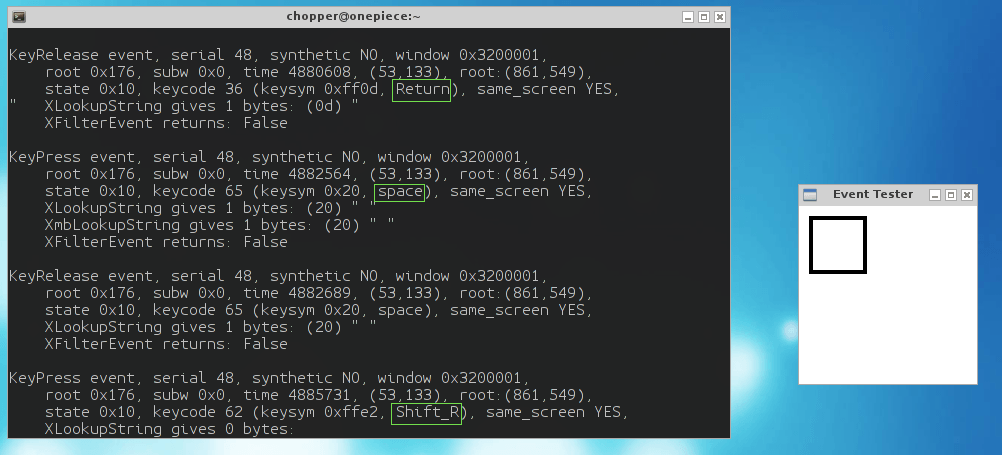 chopper@onepiece:~
KeyRelease event, serial 48, synthetic NO, window 0x3200001,
    root 0x176, subw 0x0, time 4880608, (53,133), root:(861,549),
    state 0x10, keycode 36 (keysym 0xff0d, Return), same_screen YES,
"   XLookupString gives 1 bytes: (0d) "
    XFilterEvent returns: False
KeyPress event, serial 48, synthetic NO, window 0x3200001,
    root 0x176, subw 0x0, time 4882564, (53,133), root:(861,549),
    state 0x10, keycode 65 (keysym 0x20, space), same_screen YES,
    XLookupString gives 1 bytes: (20) " "
    XmbLookupString gives 1 bytes: (20) " "
    XFilterEvent returns: False
KeyRelease event, serial 48, synthetic NO, window 0x3200001,
    root 0x176, subw 0x0, time 4882689, (53,133), root:(861,549),
    state 0x10, keycode 65 (keysym 0x20, space), same_screen YES,
    XLookupString gives 1 bytes: (20) " "
    XFilterEvent returns: False
KeyPress event, serial 48, synthetic NO, window 0x3200001,
    root 0x176, subw 0x0, time 4885731, (53,133), root:(861,549),
    state 0x10, keycode 62 (keysym 0xffe2, Shift_R), same_screen YES,
    XLookupString gives 0 bytes:
Event Tester